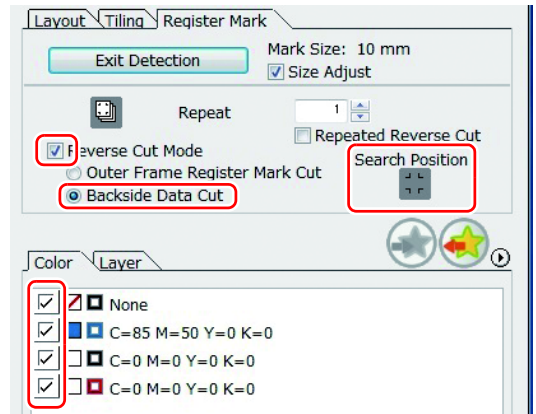 Layout Tiling Register Mark
Exit Detection
Mark Size: 10 mm
Size Adjust
Repeat 1
Repeated Reverse Cut
Reverse Cut Mode
Search Position
Outer Frame Register Mark Cut
Backside Data Cut
Color Layer
None
C=85 M=50 Y=0 K=0
C=0 M=0 Y=0 K=0
C=0 M=0 Y=0 K=0